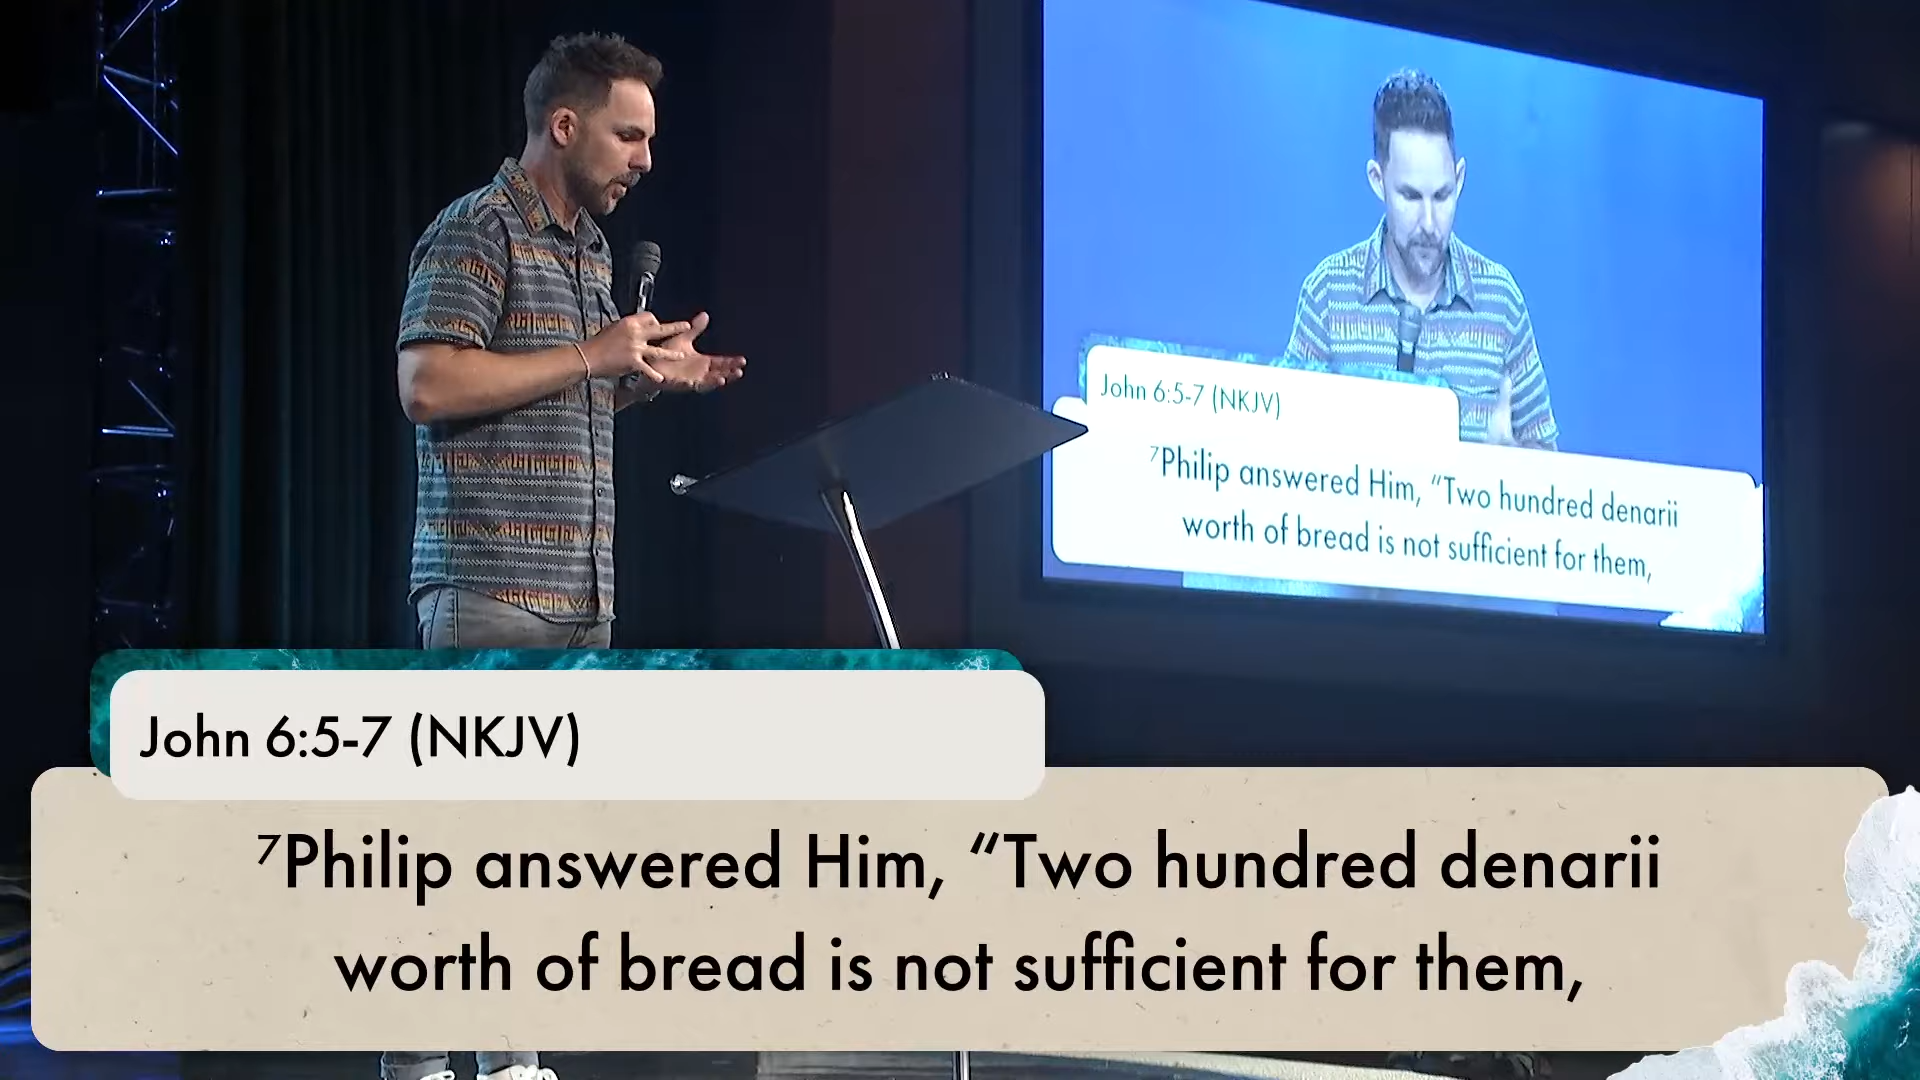 John 6:5-7 (NKJV)
⁷Philip answered Him, “Two hundred denarii
worth of bread is not sufficient for them,
John 6:5-7 (NKJV)
⁷Philip answered Him, “Two hundred denarii
worth of bread is not sufficient for them,